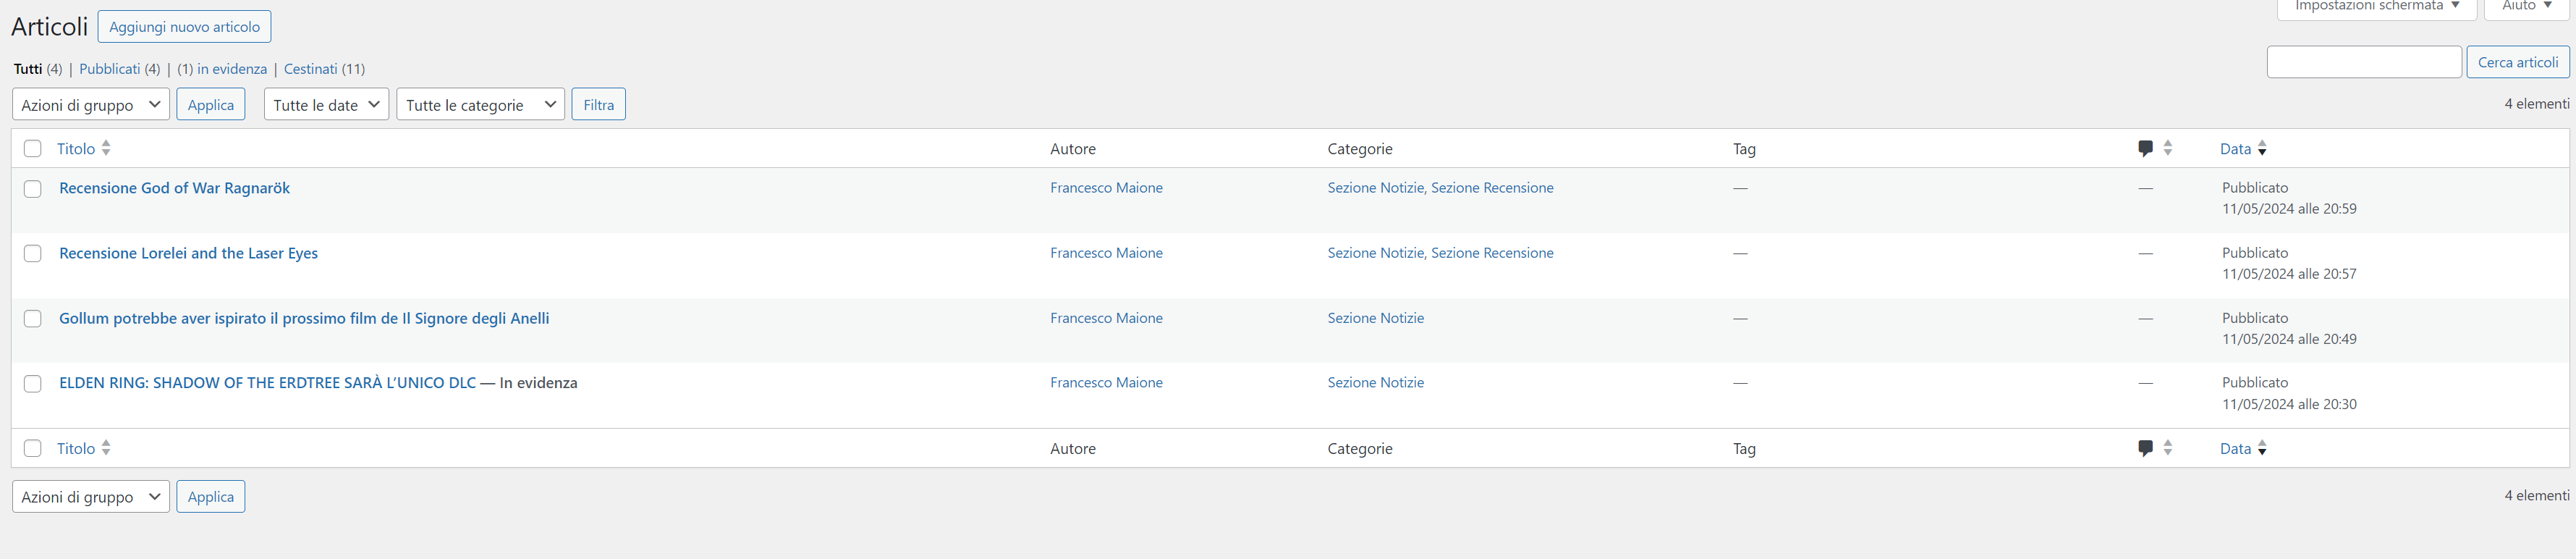 Impostazioni schermata ▼ Aiuto ▼
Articoli Aggiungi nuovo articolo
Tutti (4) | Pubblicati (4) | (1) in evidenza | Cestinati (11)
Cerca articoli
Azioni di gruppo Applica Tutte le date Tutte le categorie Filtra 4 elementi
Titolo Autore Categorie Tag Data
Recensione God of War Ragnarök Francesco Maione Sezione Notizie, Sezione Recensione — — Pubblicato
11/05/2024 alle 20:59
Recensione Lorelei and the Laser Eyes Francesco Maione Sezione Notizie, Sezione Recensione — — Pubblicato
11/05/2024 alle 20:57
Gollum potrebbe aver ispirato il prossimo film de Il Signore degli Anelli Francesco Maione Sezione Notizie — — Pubblicato
11/05/2024 alle 20:49
ELDEN RING: SHADOW OF THE ERDTREE SARÀ L’UNICO DLC — In evidenza Francesco Maione Sezione Notizie — — Pubblicato
11/05/2024 alle 20:30
Titolo Autore Categorie Tag Data
Azioni di gruppo Applica 4 elementi